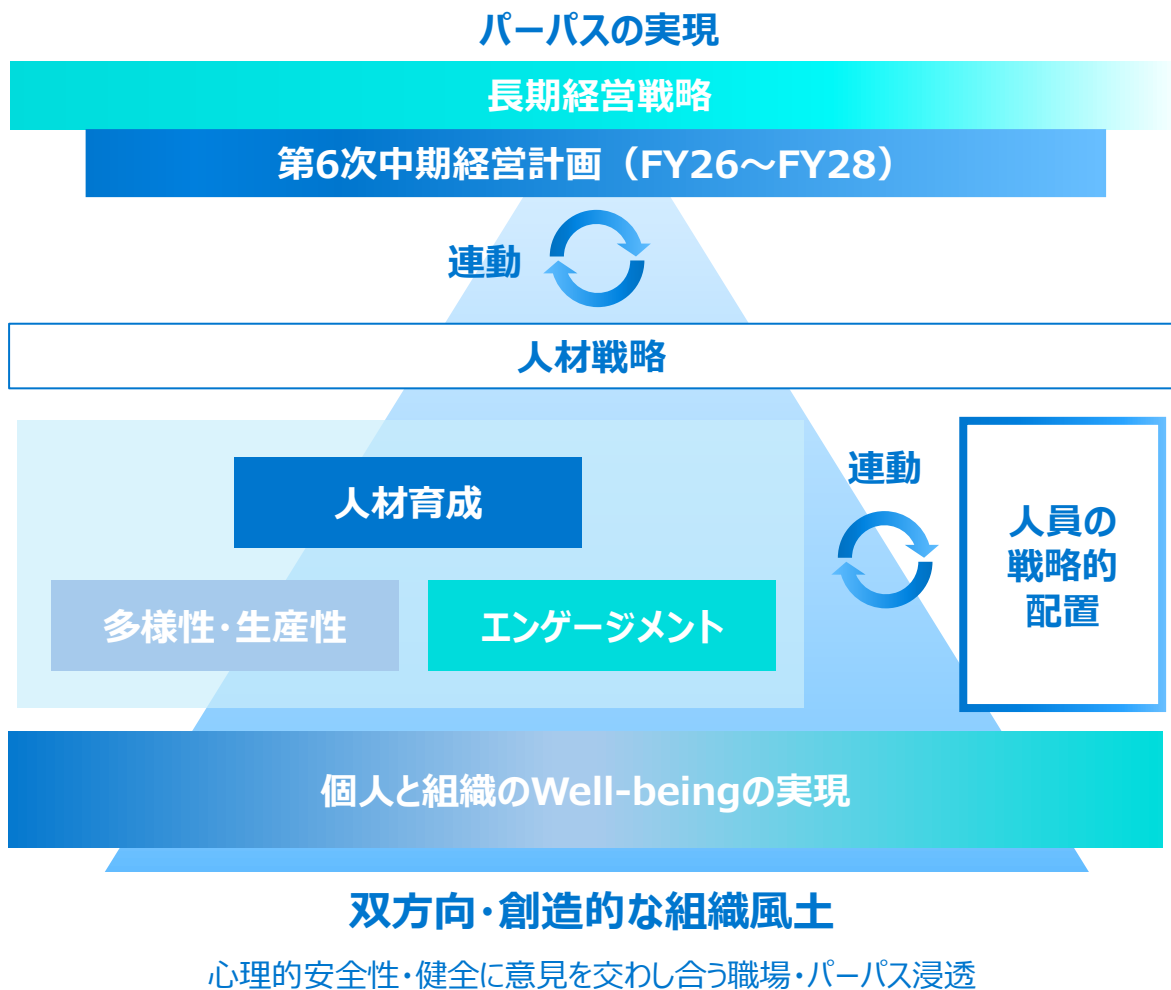 パーパスの実現
長期経営戦略
第6次中期経営計画（FY26～FY28）
連動
人材戦略
人材育成
多様性・生産性
エンゲージメント
連動
人員の
戦略的
配置
個人と組織のWell-beingの実現
双方向・創造的な組織風土
心理的安全性・健全に意見を交わし合う職場・パーパス浸透